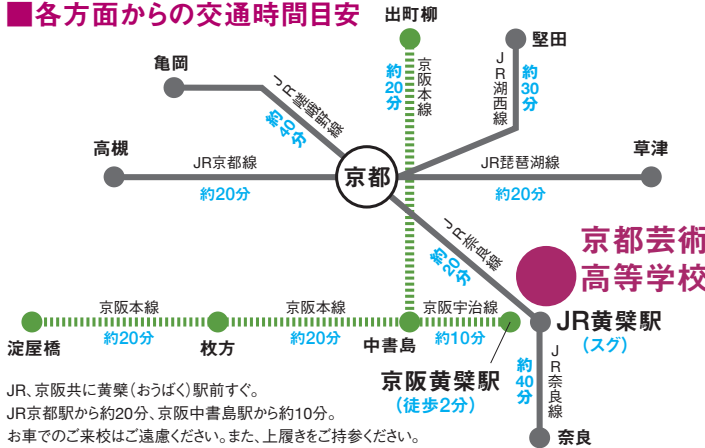 ■各方面からの交通時間目安
出町柳
堅田
亀岡
JR嵯峨野線
約40分
約20分
京阪本線
JR湖西線
約30分
高槻
JR京都線
約20分
京都
JR琵琶湖線
約20分
草津
JR奈良線
約20分
京都芸術
高等学校
京阪本線
約20分
京阪本線
約20分
京阪宇治線
約10分
淀屋橋
枚方
中書島
JR黄檗駅
(スグ)
京阪黄檗駅
(徒歩2分)
約40分
JR奈良線
奈良
JR、京阪共に黄檗(おうばく)駅前すぐ。
JR京都駅から約20分、京阪中書島駅から約10分。
お車でのご来校はご遠慮ください。また、上履きをご持参ください。